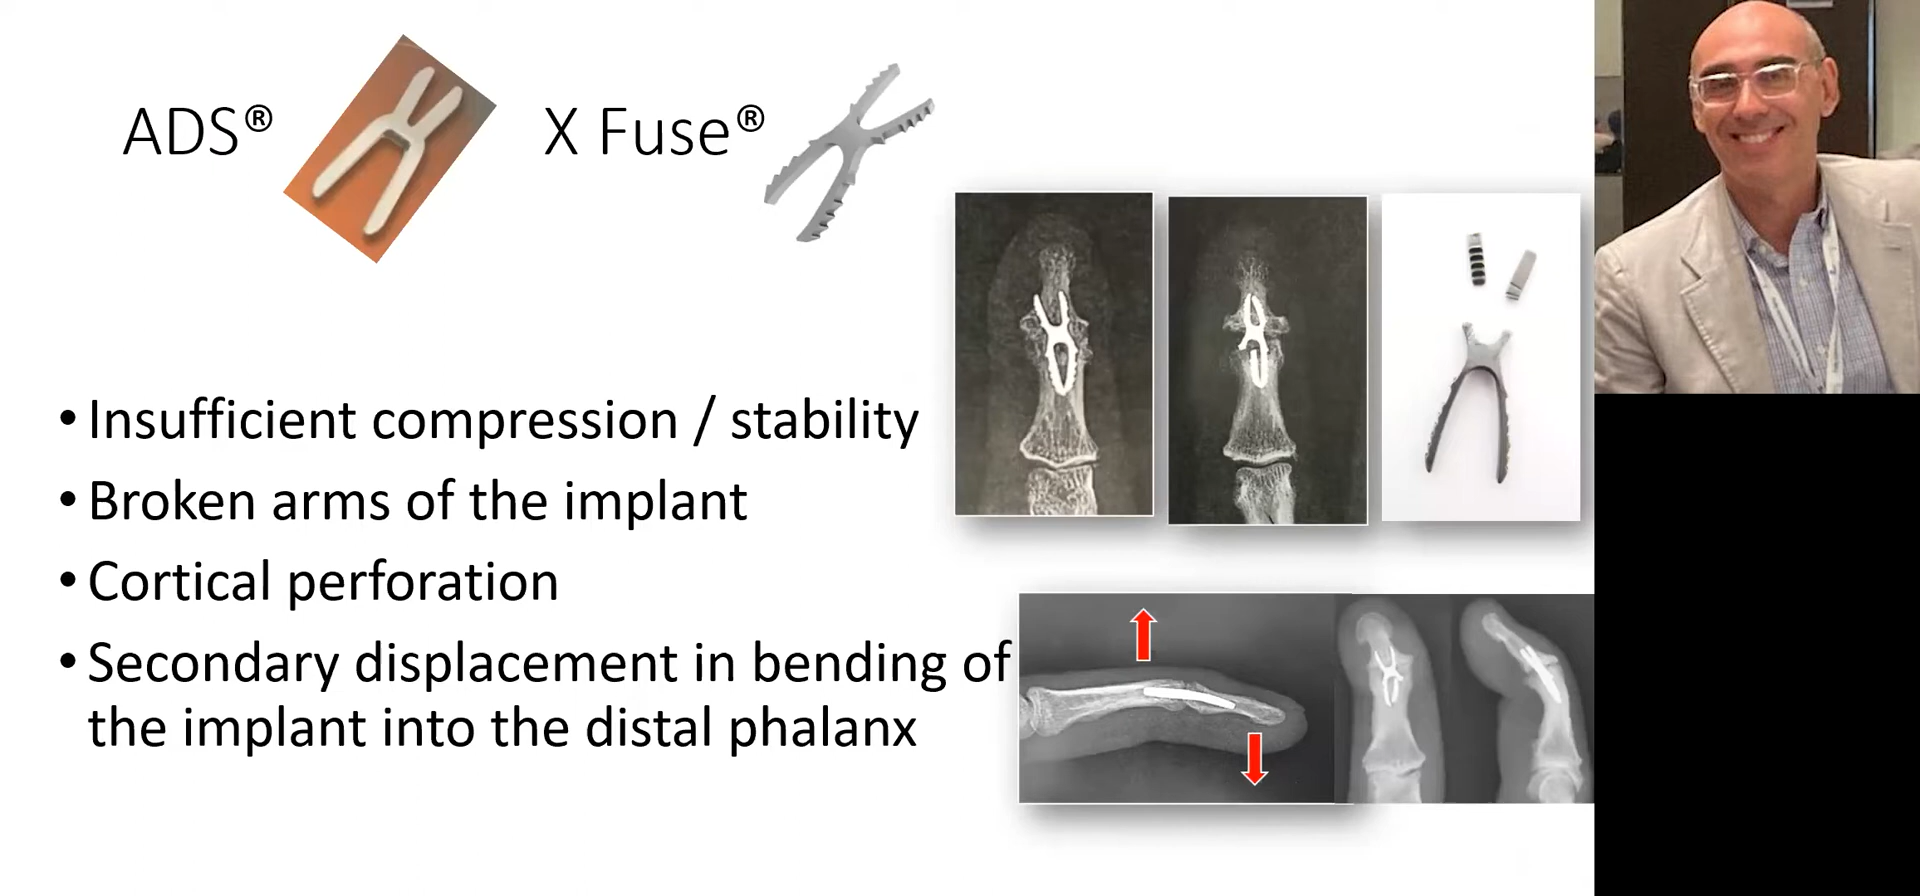 ADS® X Fuse®
• Insufficient compression / stability
• Broken arms of the implant
• Cortical perforation
• Secondary displacement in bending of
the implant into the distal phalanx